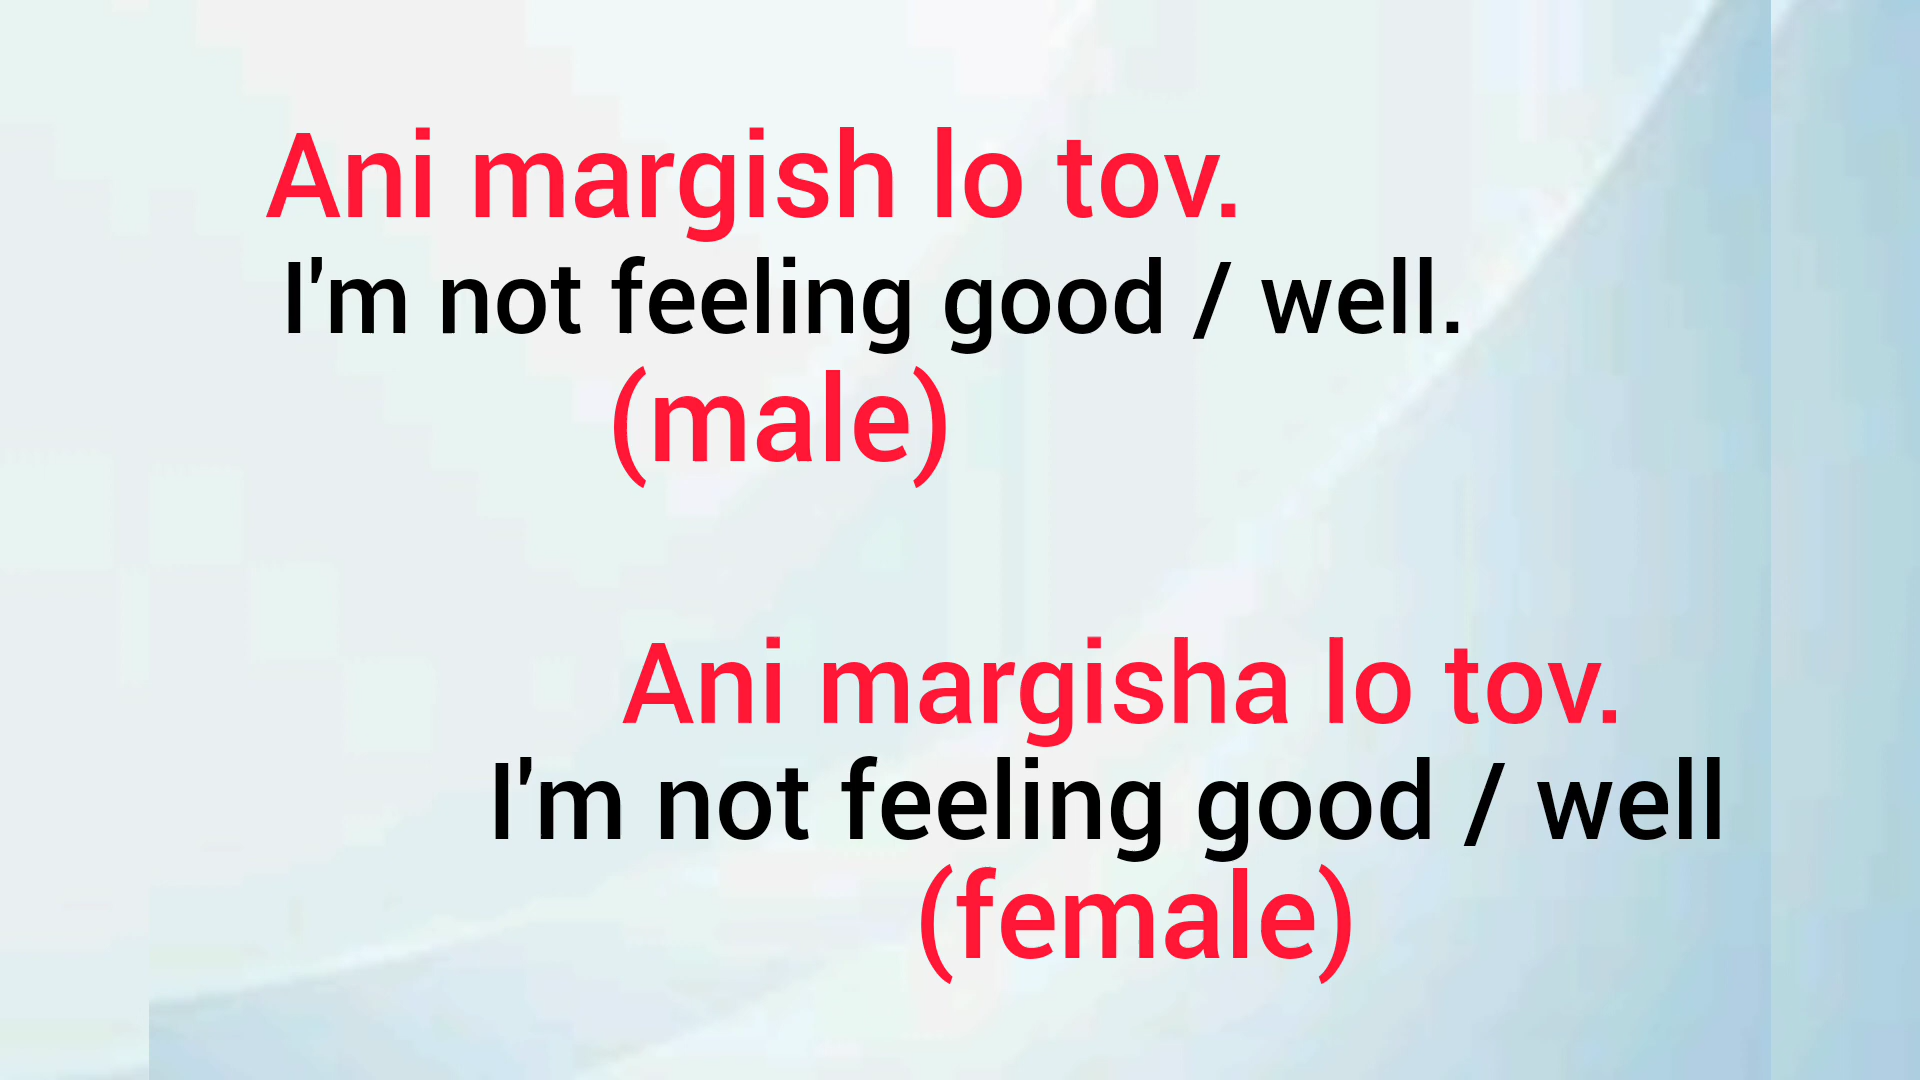 Ani margish lo tov.
I'm not feeling good / well.
(male)
Ani margisha lo tov.
I'm not feeling good / well
(female)